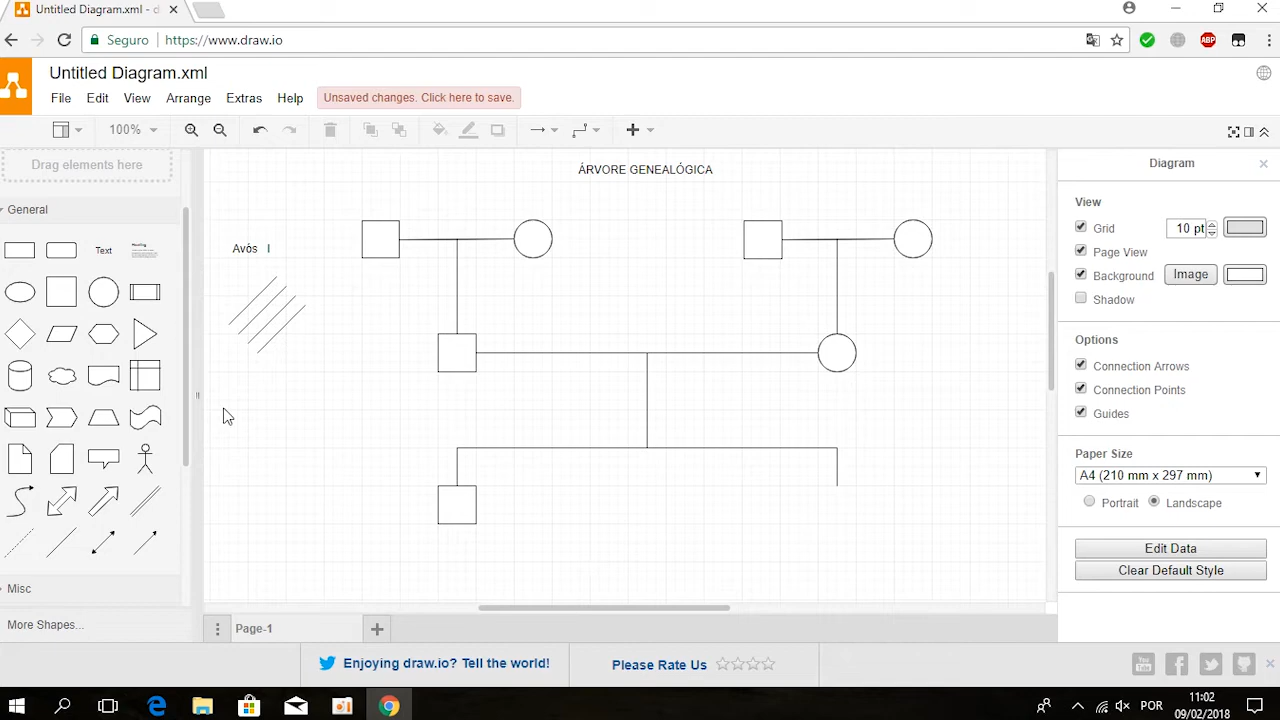 Untitled Diagram.xml - d
Seguro
https://www.draw.io
ABP
Untitled Diagram.xml
File Edit View Arrange Extras Help
Unsaved changes. Click here to save.
100%
Drag elements here
General
Text
Heading
Misc
More Shapes...
ÁRVORE GENEALÓGICA
Avós I
Page-1
Diagram
View
Grid
10 pt
Page View
Background
Image
Shadow
Options
Connection Arrows
Connection Points
Guides
Paper Size
A4 (210 mm x 297 mm)
Portrait
Landscape
Edit Data
Clear Default Style
Enjoying draw.io? Tell the world!
Please Rate Us
You
Tube
POR
11:02
09/02/2018